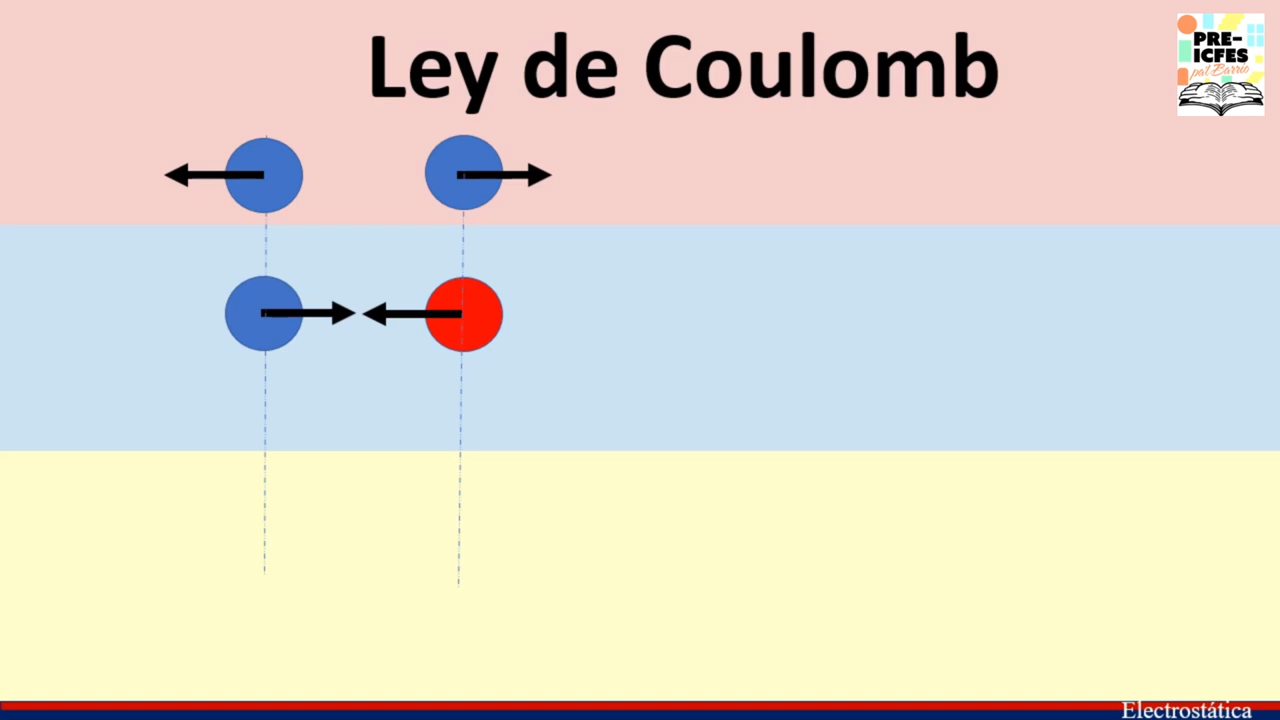 Ley de Coulomb
PRE-
ICFES
pal Barrio
Electrostática